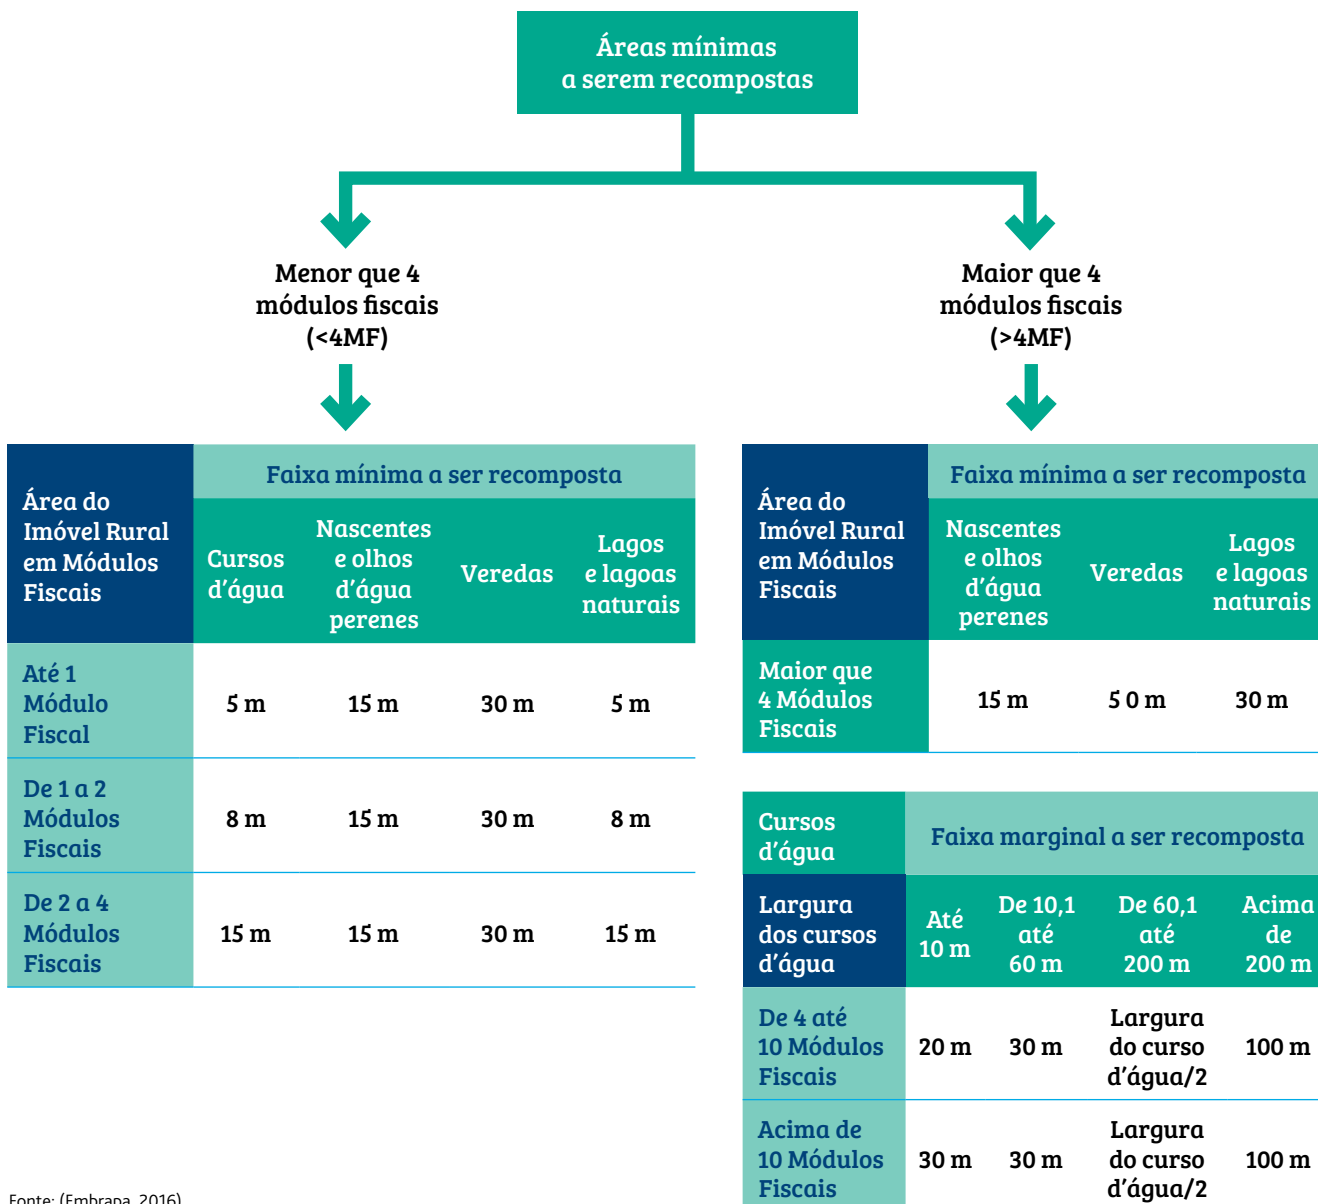 Áreas mínimas
a serem recompostas
Menor que 4
módulos fiscais
(<4MF)
Maior que 4
módulos fiscais
(>4MF)
Área do
Imóvel Rural
em Módulos
Fiscais
Faixa mínima a ser recomposta
Cursos
d'água
Nascentes
e olhos
d'água
perenes
Veredas
Lagos
e lagoas
naturais
Até 1
Módulo
Fiscal
5 m
15 m
30 m
5 m
De 1 a 2
Módulos
Fiscais
8 m
15 m
30 m
8 m
De 2 a 4
Módulos
Fiscais
15 m
15 m
30 m
15 m
Área do
Imóvel Rural
em Módulos
Fiscais
Faixa mínima a ser recomposta
Nascentes
e olhos
d'água
perenes
Veredas
Lagos
e lagoas
naturais
Maior que
4 Módulos
Fiscais
15 m
5 0 m
30 m
Cursos
d'água
Faixa marginal a ser recomposta
Largura
dos cursos
d'água
Até
10 m
De 10,1
até
60 m
De 60,1
até
200 m
Acima
de
200 m
De 4 até
10 Módulos
Fiscais
20 m
30 m
Largura
do curso
d'água/2
100 m
Acima de
10 Módulos
Fiscais
30 m
30 m
Largura
do curso
d'água/2
100 m
Fonte: (Embrapa, 2016)